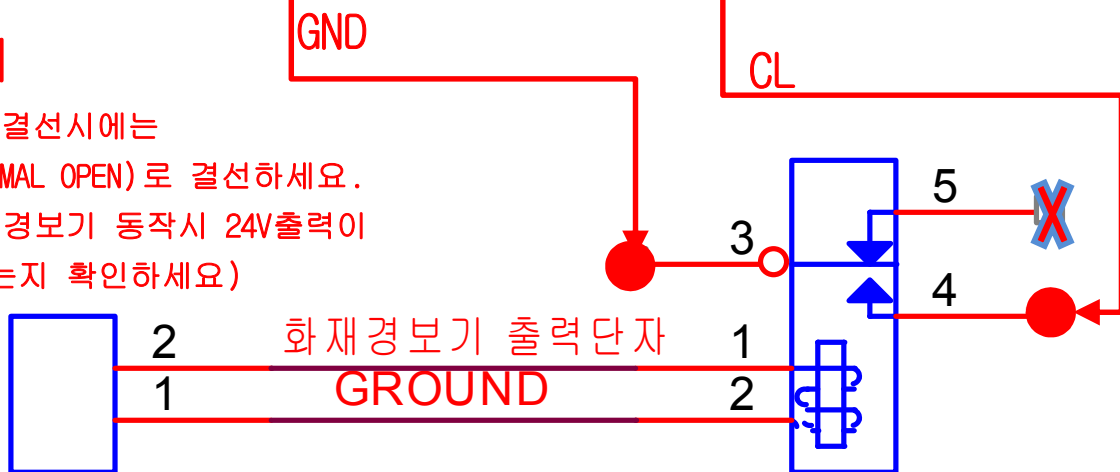 GND
CL
결선시에는
MAL OPEN)로 결선하세요.
경보기 동작시 24V출력이
는지 확인하세요)
5
3
4
2
화재경보기 출력단자
1
1
GROUND
2